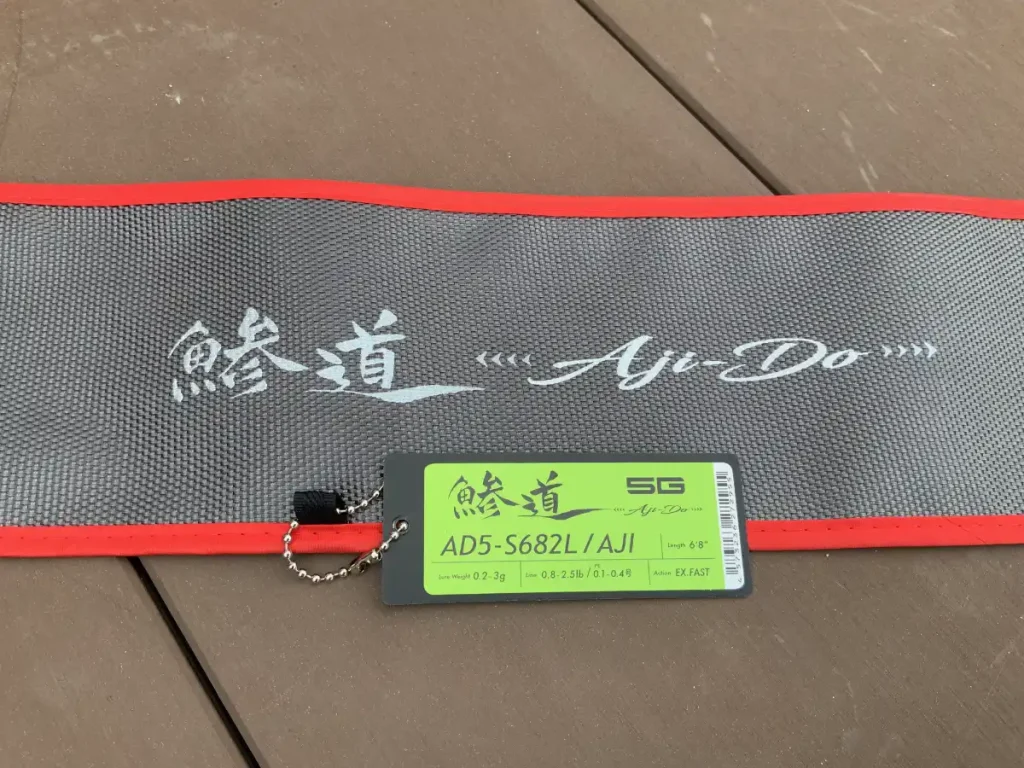 鯵道 <<<< Aji-Do >>>>
鯵道 5G
<<<< Aji-Do >>>>
AD5-S682L / AJI Length 6'8"
Lure Weight 0.2-3g Line 0.8-2.5lb / PE 0.1-0.4号 Action EX.FAST